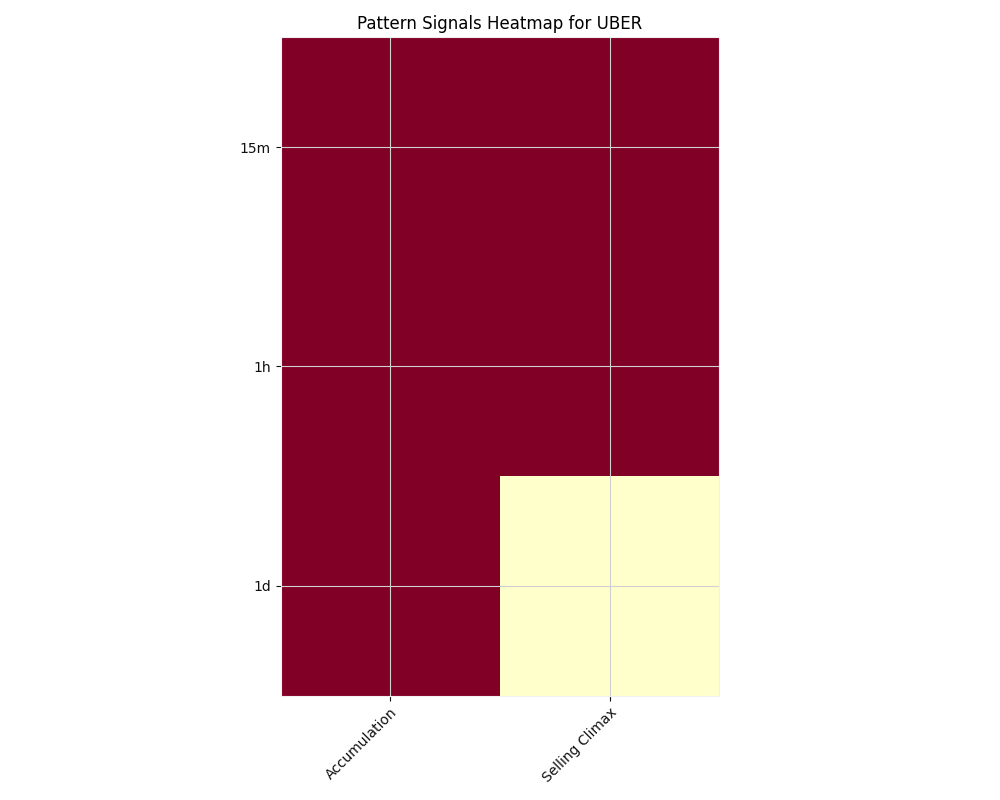 Pattern Signals Heatmap for UBER
15m
1h
1d
Accumulation
Selling Climax